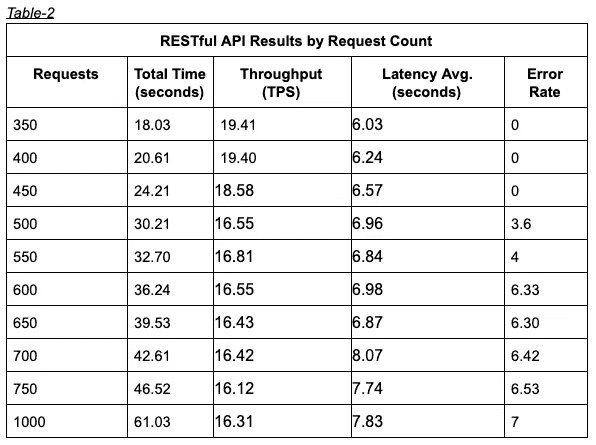 Table-2
RESTful API Results by Request Count
Requests Total Time (seconds) Throughput (TPS) Latency Avg. (seconds) Error Rate
350 18.03 19.41 6.03 0
400 20.61 19.40 6.24 0
450 24.21 18.58 6.57 0
500 30.21 16.55 6.96 3.6
550 32.70 16.81 6.84 4
600 36.24 16.55 6.98 6.33
650 39.53 16.43 6.87 6.30
700 42.61 16.42 8.07 6.42
750 46.52 16.12 7.74 6.53
1000 61.03 16.31 7.83 7